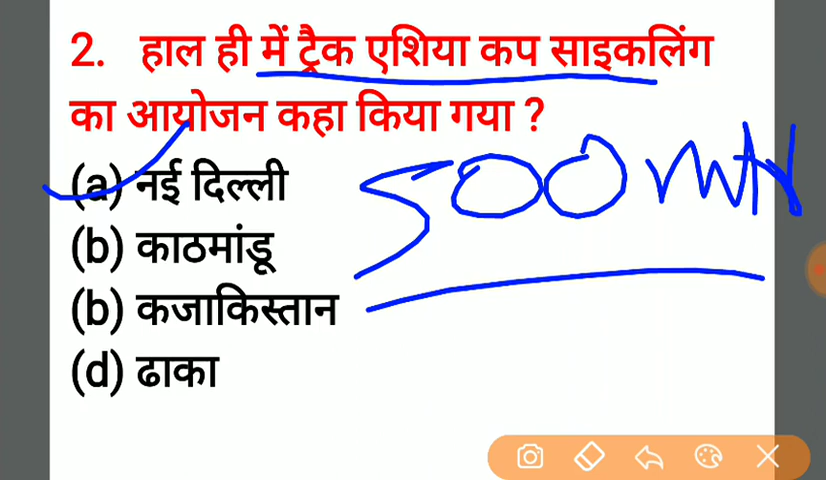 2. हाल ही में ट्रैक एशिया कप साइकलिंग
का आयोजन कहा किया गया ?
(a) नई दिल्ली
(b) काठमांडू
(b) कजाकिस्तान
(d) ढाका